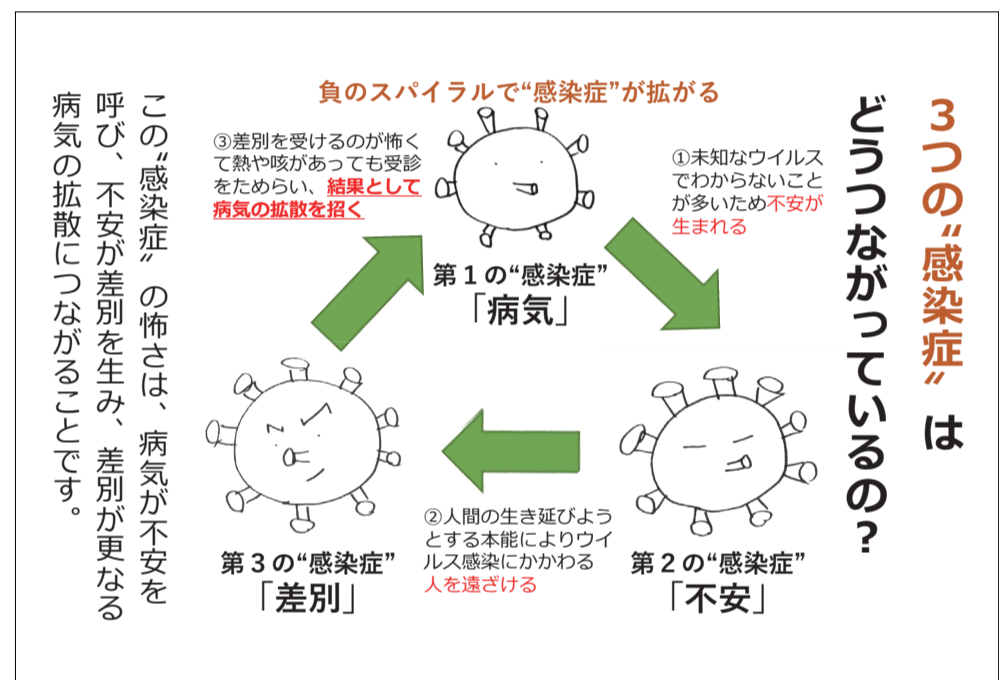 3つの〝感染症〟は
どうつながっているの?
負のスパイラルで“感染症”が拡がる
①未知なウイルス
でわからないこと
が多いため不安が
生まれる
第1の“感染症”
「病気」
②人間の生き延びよう
とする本能によりウイ
ルス感染にかかわる
人を遠ざける
第2の“感染症”
「不安」
③差別を受けるのが怖く
て熱や咳があっても受診
をためらい、結果として
病気の拡散を招く
第3の“感染症”
「差別」
この〝感染症〟の怖さは、病気が不安を
呼び、不安が差別を生み、差別が更なる
病気の拡散につながることです。